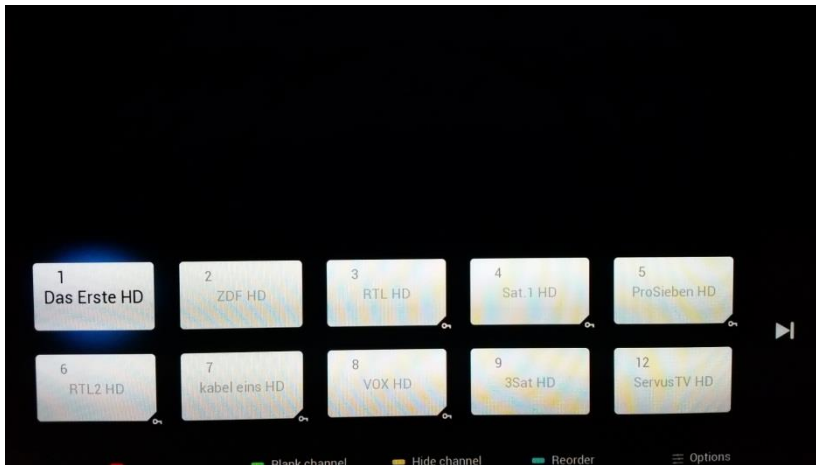 1
Das Erste HD
2
ZDF HD
3
RTL HD
4
Sat.1 HD
5
ProSieben HD
6
RTL2 HD
7
kabel eins HD
8
VOX HD
9
3Sat HD
12
ServusTV HD
Blank channel
Hide channel
Reorder
Options